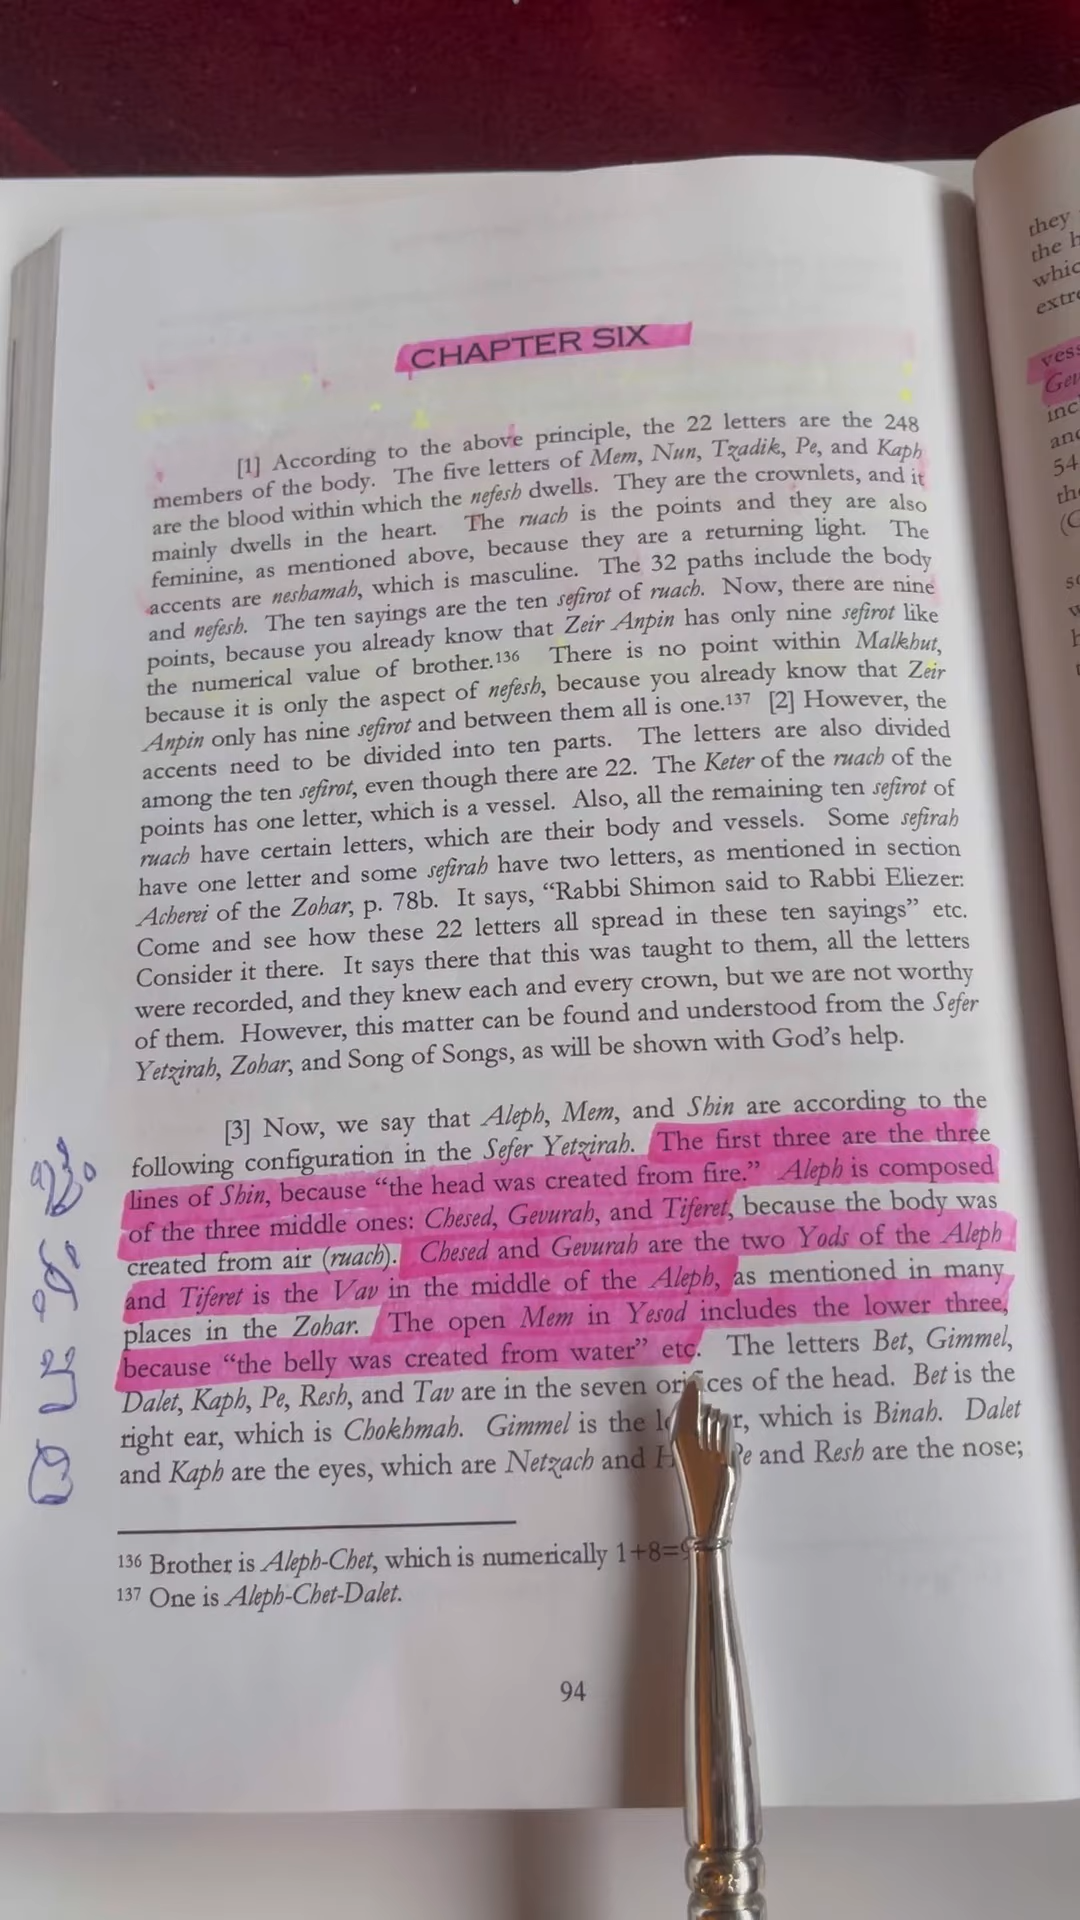 CHAPTER SIX
[1] According to the above principle, the 22 letters are the 248
members of the body. The five letters of Mem, Nun, Tzadik, Pe, and Kaph
are the blood within which the nefesh dwells. They are the crownlets, and it
mainly dwells in the heart. The ruach is the points and they are also
feminine, as mentioned above, because they are a returning light. The
accents are neshamah, which is masculine. The 32 paths include the body
and nefesh. The ten sayings are the ten sefirot of ruach. Now, there are nine
points, because you already know that Zeir Anpin has only nine sefirot like
the numerical value of brother.136 There is no point within Malkhut,
because it is only the aspect of nefesh, because you already know that Zeir
Anpin only has nine sefirot and between them all is one.137 [2] However, the
accents need to be divided into ten parts. The letters are also divided
among the ten sefirot, even though there are 22. The Keter of the ruach of the
points has one letter, which is a vessel. Also, all the remaining ten sefirot of
ruach have certain letters, which are their body and vessels. Some sefirah
have one letter and some sefirah have two letters, as mentioned in section
Acherei of the Zohar, p. 78b. It says, “Rabbi Shimon said to Rabbi Eliezer:
Come and see how these 22 letters all spread in these ten sayings” etc.
Consider it there. It says there that this was taught to them, all the letters
were recorded, and they knew each and every crown, but we are not worthy
of them. However, this matter can be found and understood from the Sefer
Yetzirah, Zohar, and Song of Songs, as will be shown with God’s help.
[3] Now, we say that Aleph, Mem, and Shin are according to the
following configuration in the Sefer Yetzirah. The first three are the three
lines of Shin, because “the head was created from fire.” Aleph is composed
of the three middle ones: Chesed, Gevurah, and Tiferet, because the body was
created from air (ruach). Chesed and Gevurah are the two Yods of the Aleph
and Tiferet is the Vav in the middle of the Aleph, as mentioned in many
places in the Zohar. The open Mem in Yesod includes the lower three,
because “the belly was created from water” etc. The letters Bet, Gimmel,
Dalet, Kaph, Pe, Resh, and Tav are in the seven orifices of the head. Bet is the
right ear, which is Chokhmah. Gimmel is the which is Binah. Dalet
and Kaph are the eyes, which are Netzach and and Resh are the nose;
136 Brother is Aleph-Chet, which is numerically 1+8=9
137 One is Aleph-Chet-Dalet.
94
they
the